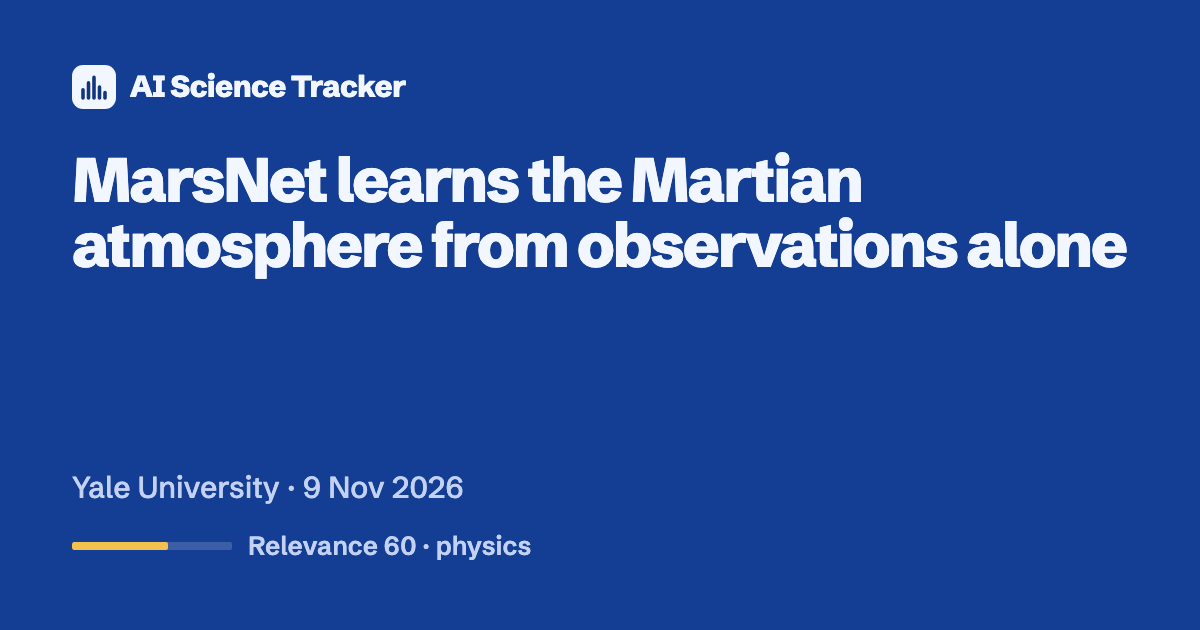 AI Science Tracker
MarsNet learns the Martian
atmosphere from observations alone
Yale University · 9 Nov 2026
Relevance 60 · physics